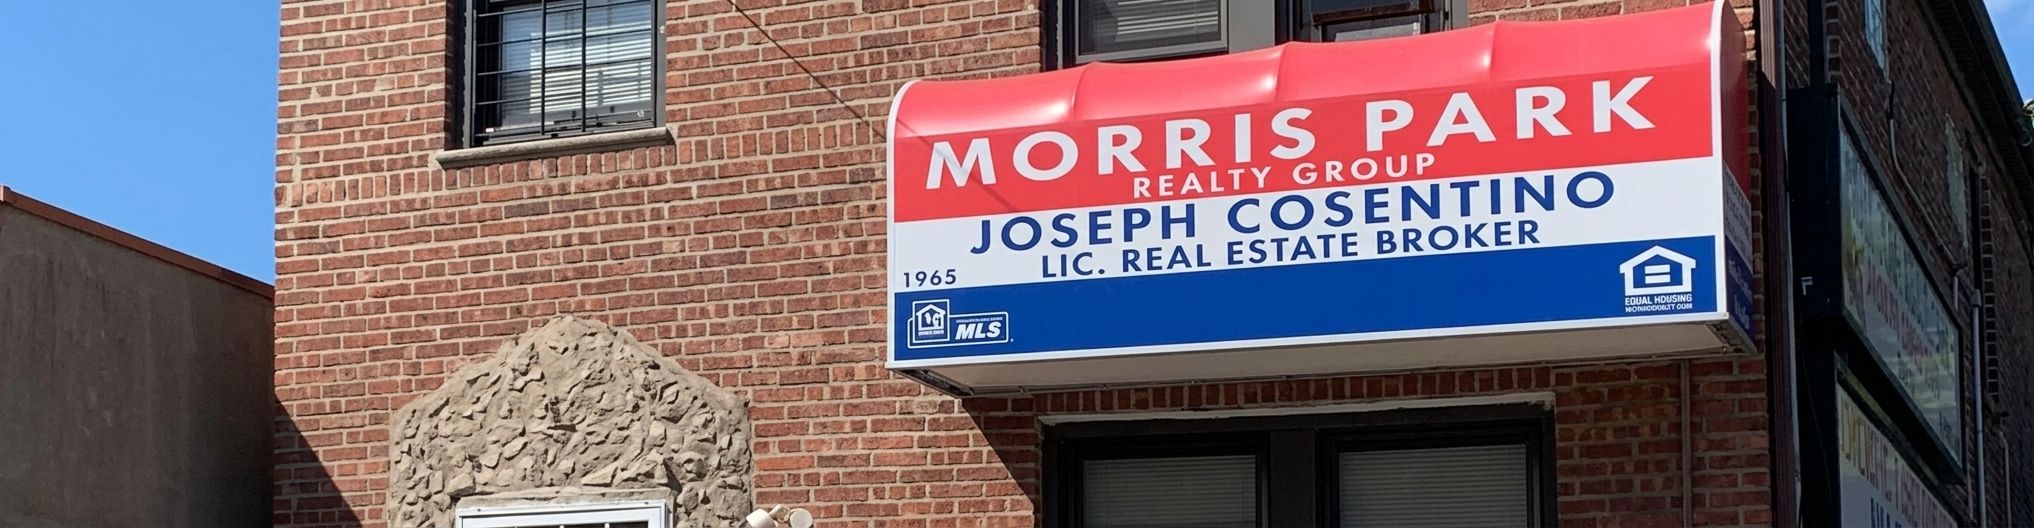 MORRIS PARK
REALTY GROUP
JOSEPH COSENTINO
LIC. REAL ESTATE BROKER
1965
MLS
EQUAL HOUSING